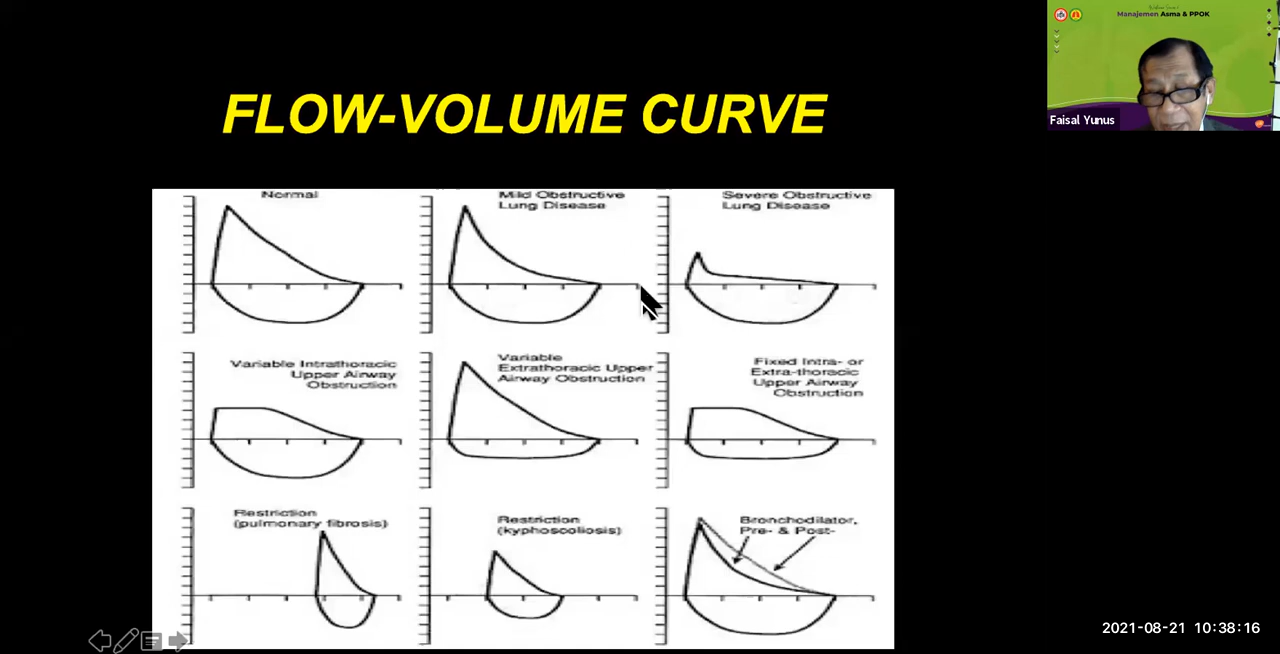 Manajemen Asma & PPOK
Faisal Yunus
FLOW-VOLUME CURVE
Normal
Mild Obstructive
Lung Disease
Severe Obstructive
Lung Disease
Variable Intrathoracic
Upper Airway
Obstruction
Variable
Extrathoracic Upper
Airway Obstruction
Fixed Intra- or
Extra-thoracic
Upper Airway
Obstruction
Restriction
(pulmonary fibrosis)
Restriction
(kyphoscoliosis)
Bronchodilator,
Pre- & Post-
2021-08-21 10:38:16